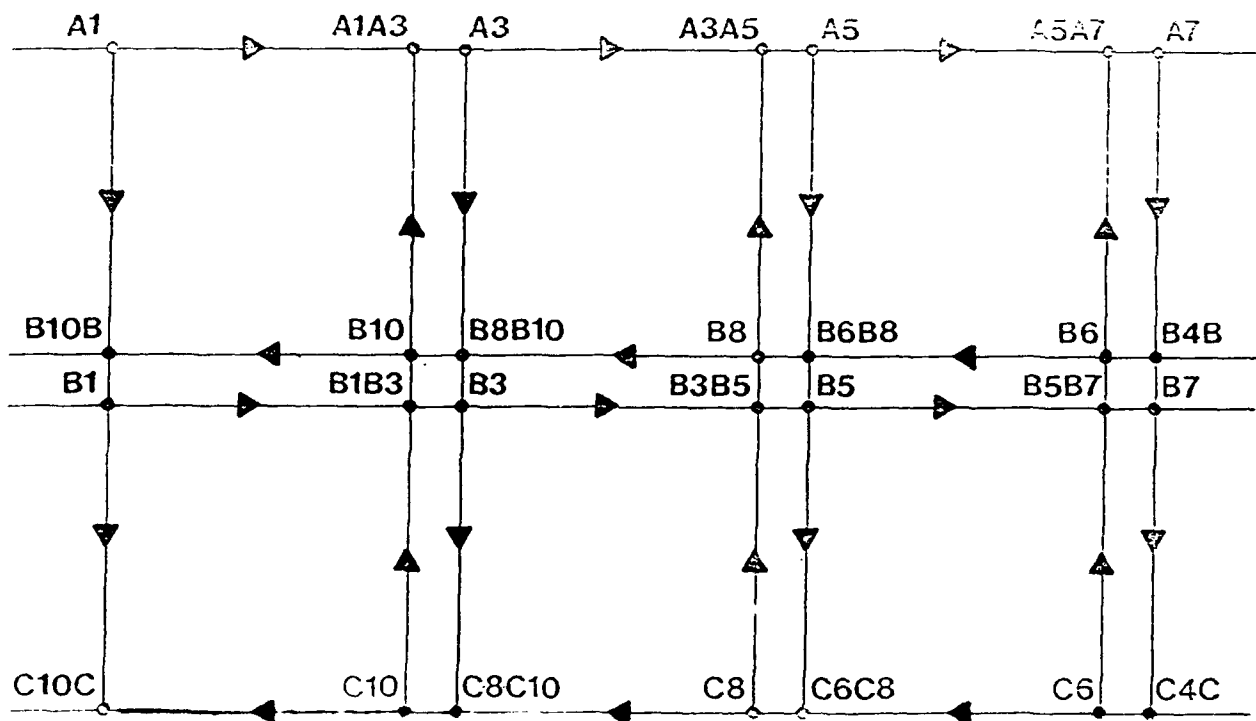 A1 A1A3 A3 A3A5 A5 A5A7 A7
B10B B10 B8B10 B8 B6B8 B6 B4B
B1 B1B3 B3 B3B5 B5 B5B7 B7
C10C C10 C8C10 C8 C6C8 C6 C4C